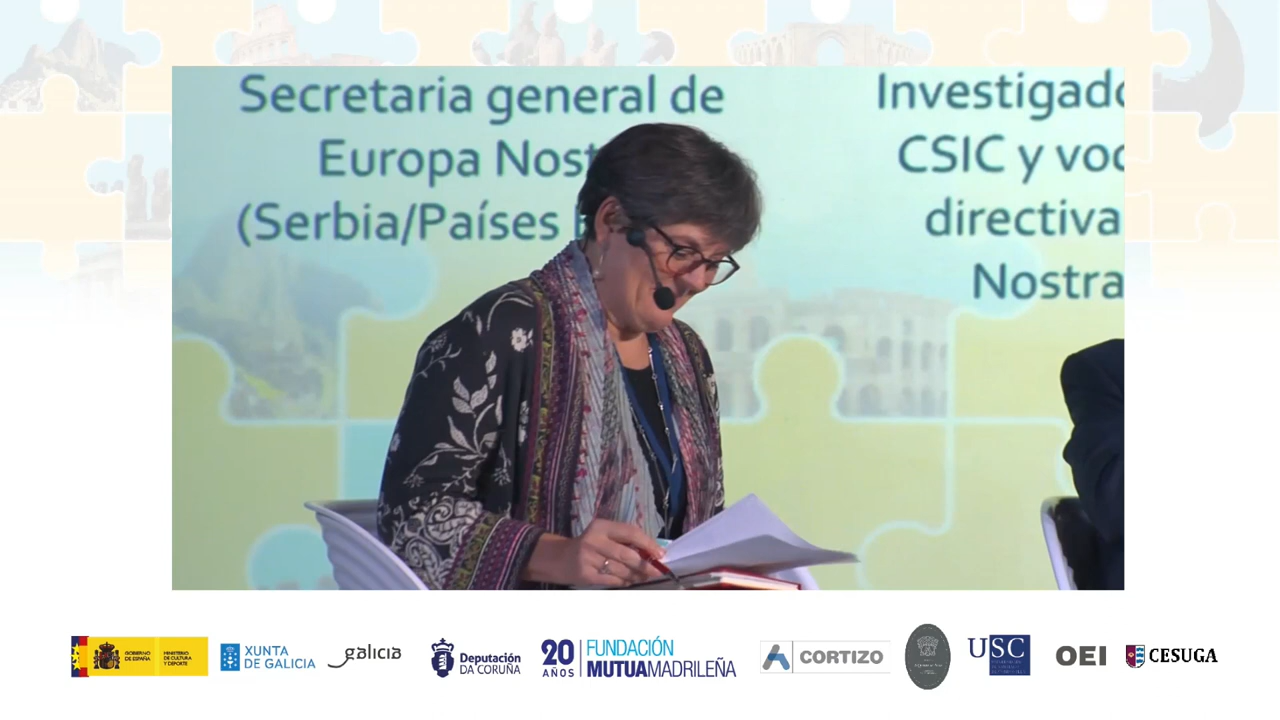 Secretaria general de
Europa Nost
(Serbia/Países
Investigado
CSIC y voc
directiva
Nostra
GOBIERNO
DE ESPAÑA
MINISTERIO
DE CULTURA
Y DEPORTE
XUNTA
DE GALICIA
galicia
Deputación
DA CORUÑA
20
AÑOS
FUNDACIÓN
MUTUAMADRILEÑA
CORTIZO
USC
OEI
CESUGA